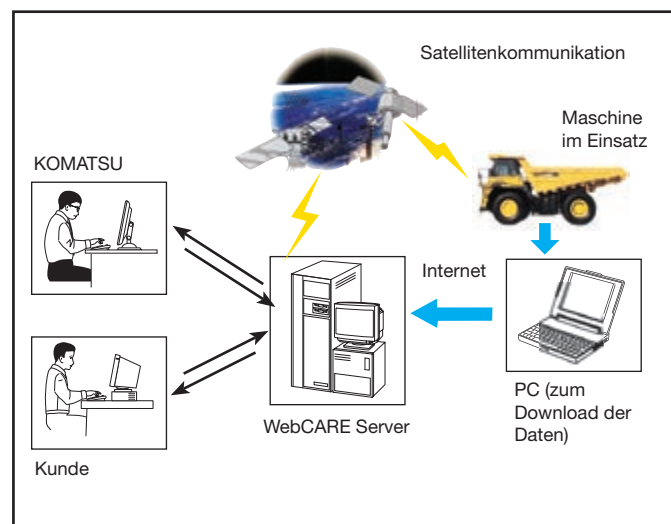 Satellitenkommunikation
Maschine
im Einsatz
KOMATSU
Internet
PC (zum
Download der
Daten)
WebCARE Server
Kunde